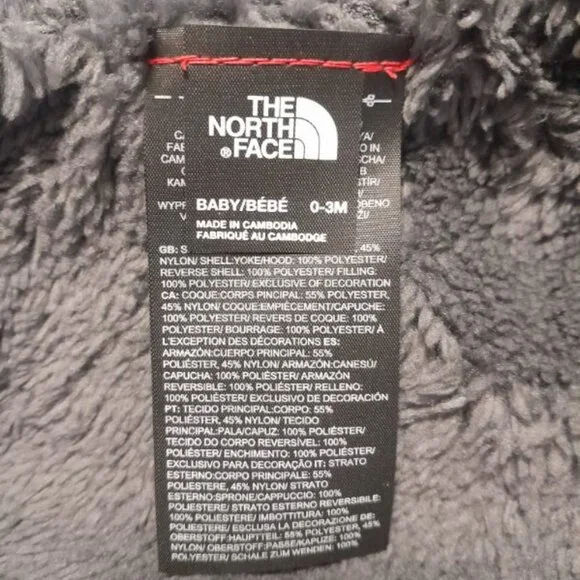 THE
NORTH
®FACE
BABY/BÉBÉ 0-3M
MADE IN CAMBODIA
FABRIQUÉ AU CAMBODGE
GB: S , 45%
NYLON/ SHELL:YOKE/HOOD: 100% POLYESTER/
REVERSE SHELL: 100% POLYESTER/ FILLING:
100% POLYESTER/ EXCLUSIVE OF DECORATION
CA: COQUE:CORPS PINCIPAL: 55% POLYESTER,
45% NYLON/ COQUE:EMPIÈCEMENT/CAPUCHE:
100% POLYESTER/ REVERS DE COQUE: 100%
POLYESTER/ BOURRAGE: 100% POLYESTER/ À
L'EXCEPTION DES DÉCORATIONS ES:
ARMAZÓN:CUERPO PRINCIPAL: 55%
POLIÉSTER, 45% NYLON/ ARMAZÓN:CANESÚ/
CAPUCHA: 100% POLIÉSTER/ ARMAZÓN
REVERSIBLE: 100% POLIÉSTER/ RELLENO:
100% POLIÉSTER/ EXCLUSIVO DE DECORACIÓN
PT: TECIDO PRINCIPAL:CORPO: 55%
POLIÉSTER, 45% NYLON/ TECIDO
PRINCIPAL:PALA/CAPUZ: 100% POLIÉSTER/
TECIDO DO CORPO REVERSÍVEL: 100%
POLIÉSTER/ ENCHIMENTO: 100% POLIÉSTER/
EXCLUSIVO PARA DECORAÇÃO IT: STRATO
ESTERNO:CORPO PRINCIPALE: 55%
POLIESTERE, 45% NYLON/ STRATO
ESTERNO:SPRONE/CAPPUCCIO: 100%
POLIESTERE/ STRATO ESTERNO REVERSIBILE:
100% POLIESTERE/ IMBOTTITURA: 100%
POLIESTERE/ ESCLUSA LA DECORAZIONE DE:
OBERSTOFF:HAUPTTEIL: 55% POLYESTER, 45%
NYLON/ OBERSTOFF:PASSE/KAPUZE: 100%
POLYESTER/ SCHALE ZUM WENDEN: 100%